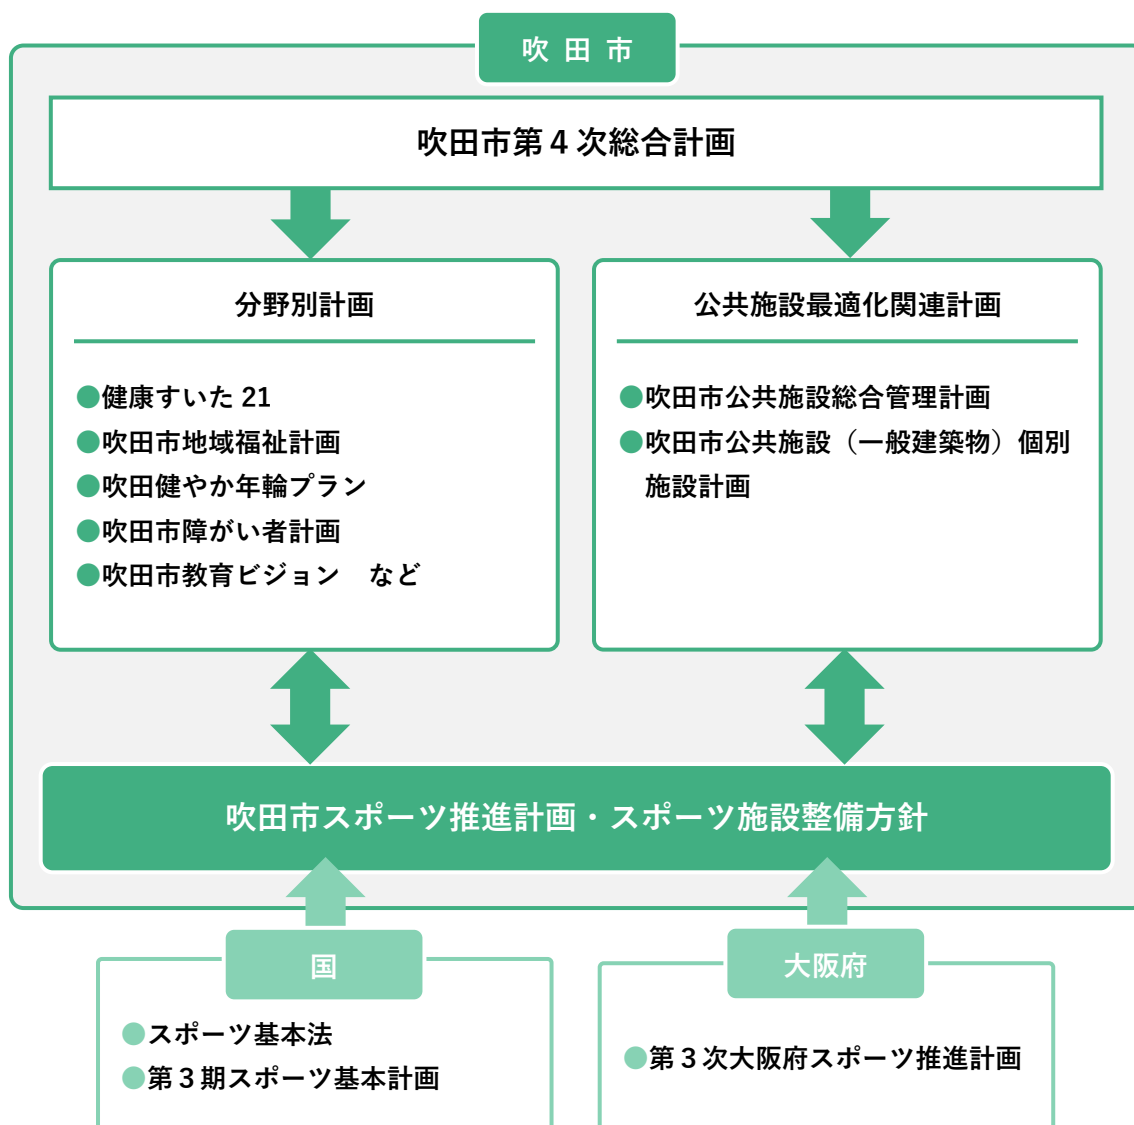 吹 田 市
吹田市第４次総合計画
分野別計画
●健康すいた 21
●吹田市地域福祉計画
●吹田健やか年輪プラン
●吹田市障がい者計画
●吹田市教育ビジョン　など
公共施設最適化関連計画
●吹田市公共施設総合管理計画
●吹田市公共施設（一般建築物）個別
施設計画
吹田市スポーツ推進計画・スポーツ施設整備方針
国
●スポーツ基本法
●第３期スポーツ基本計画
大阪府
●第３次大阪府スポーツ推進計画